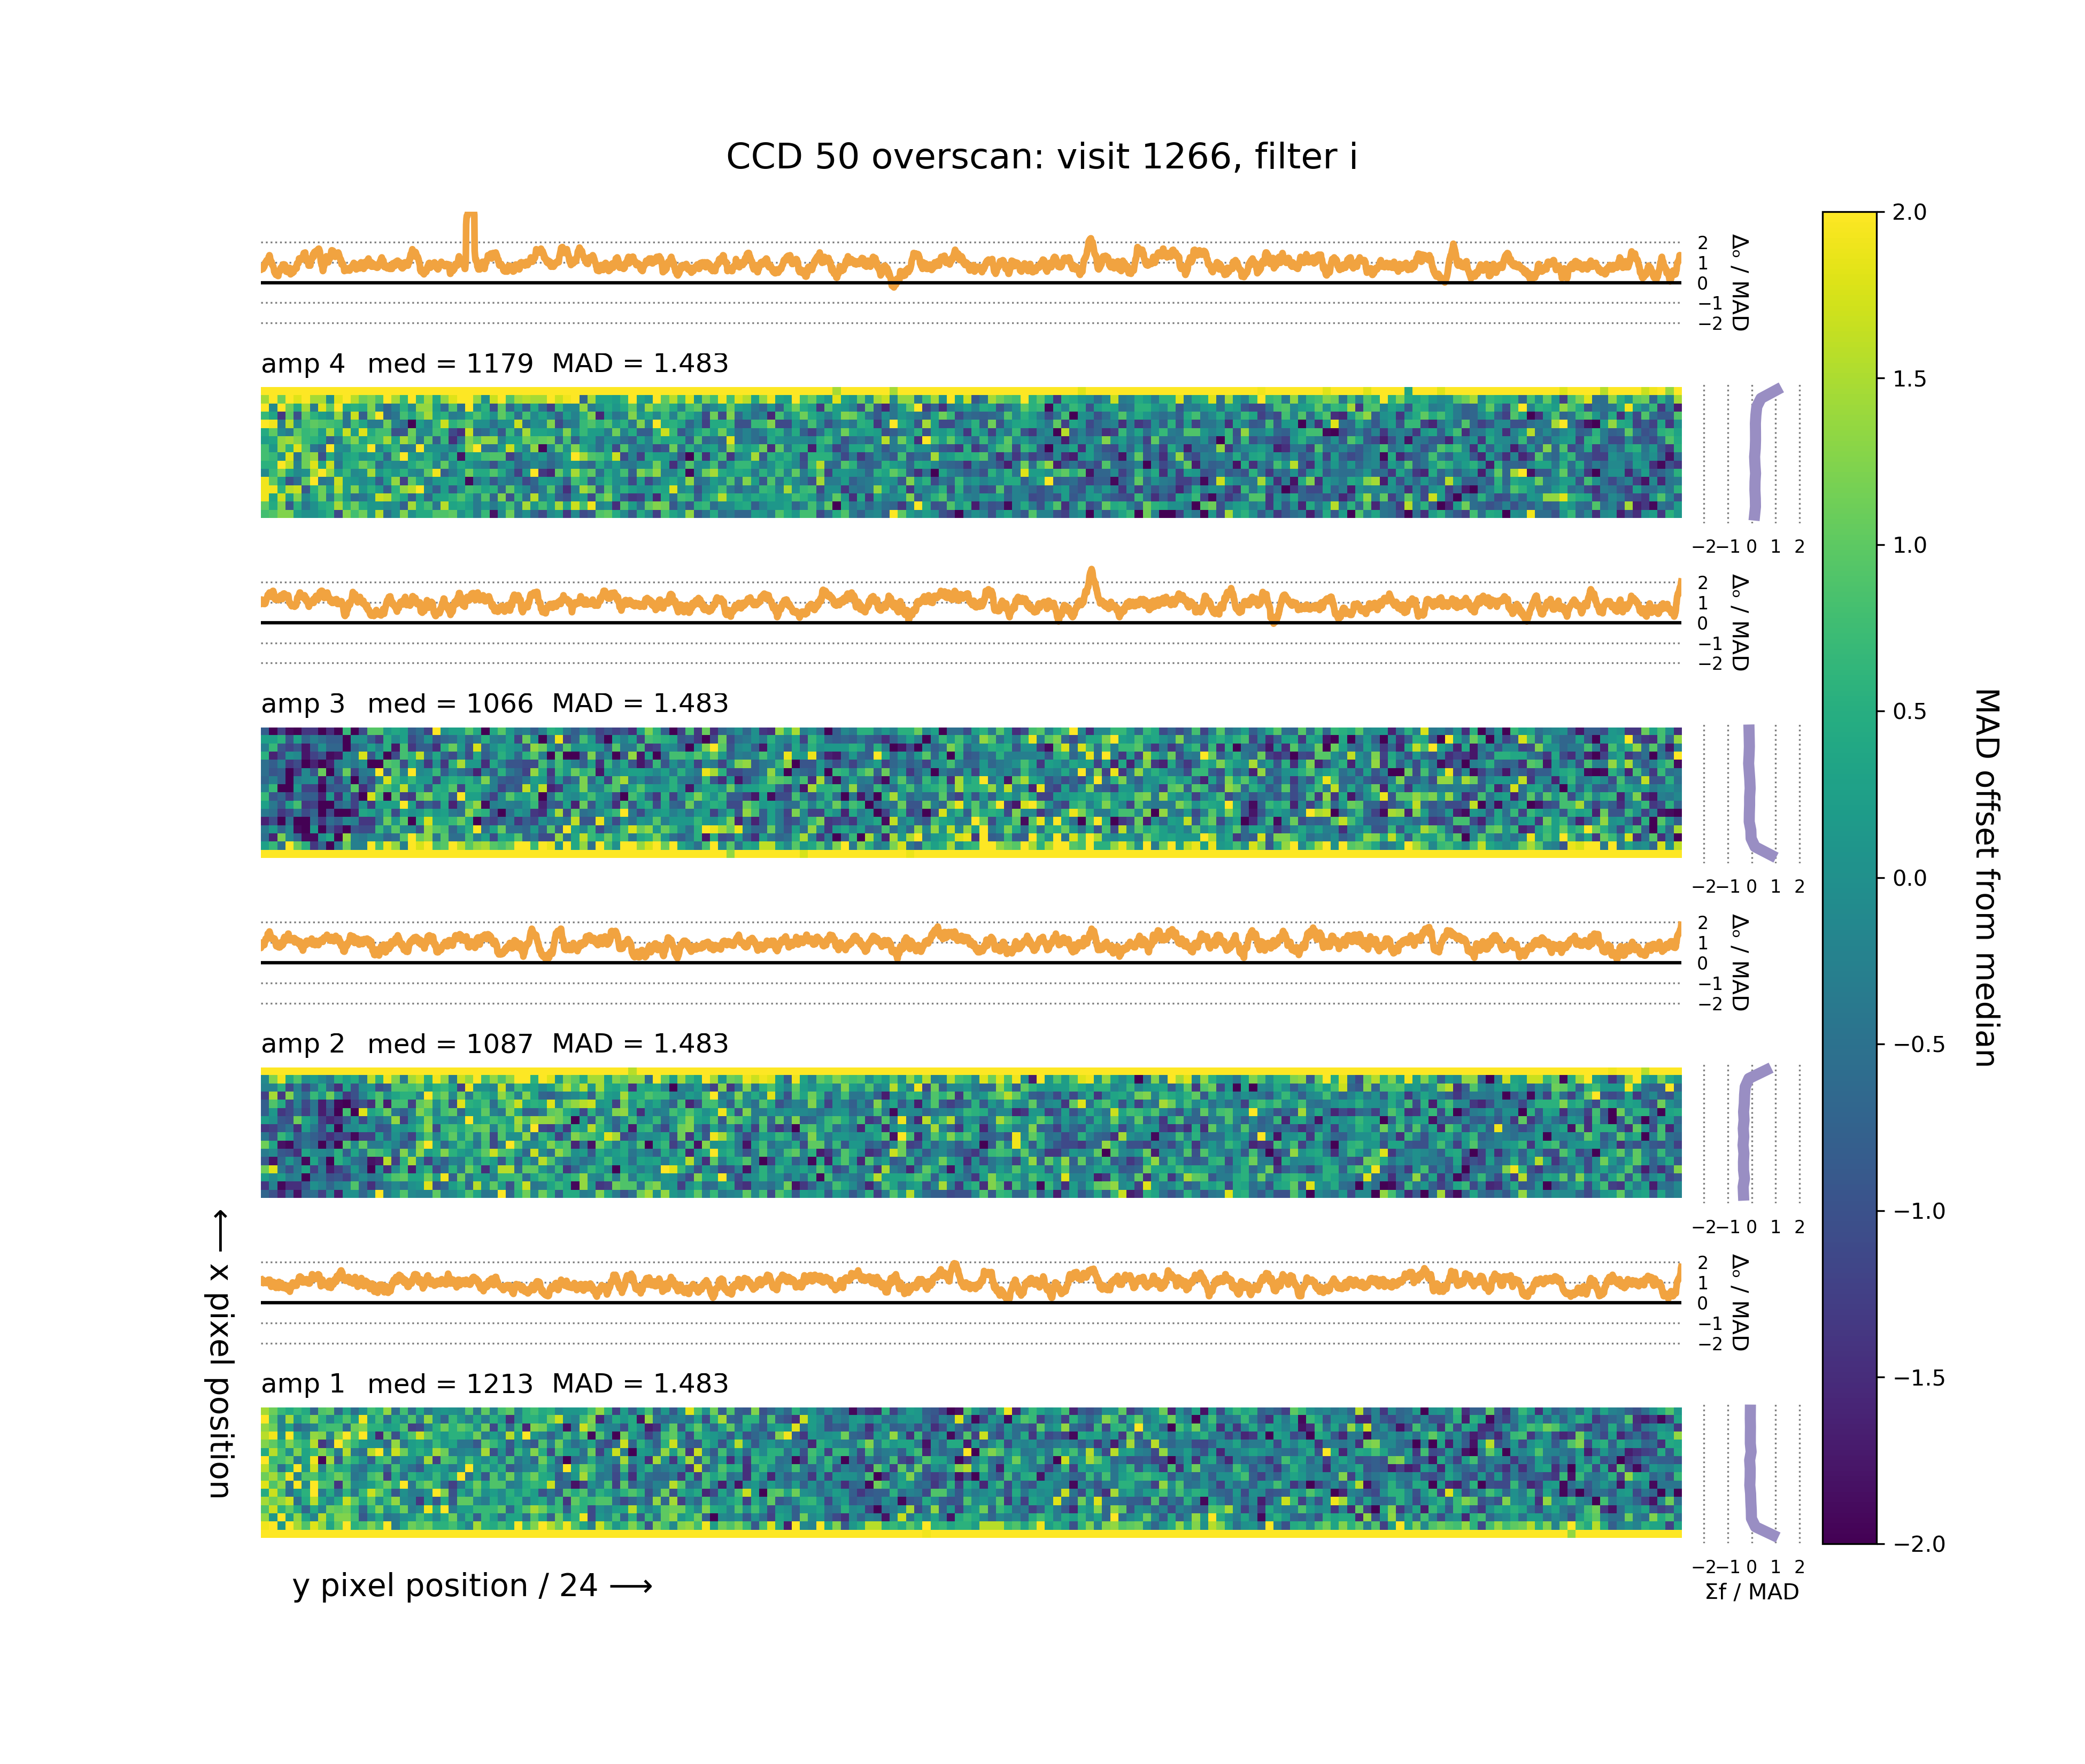 CCD 50 overscan: visit 1266, filter i
2
1
0
−1
−2
Δₒ / MAD
amp 4 med = 1179 MAD = 1.483
−2 −1 0 1 2
2
1
0
−1
−2
Δₒ / MAD
amp 3 med = 1066 MAD = 1.483
−2 −1 0 1 2
2
1
0
−1
−2
Δₒ / MAD
amp 2 med = 1087 MAD = 1.483
−2 −1 0 1 2
2
1
0
−1
−2
Δₒ / MAD
amp 1 med = 1213 MAD = 1.483
−2 −1 0 1 2
Σf / MAD
⟵ x pixel position
y pixel position / 24 ⟶
2.0
1.5
1.0
0.5
0.0
−0.5
−1.0
−1.5
−2.0
MAD offset from median